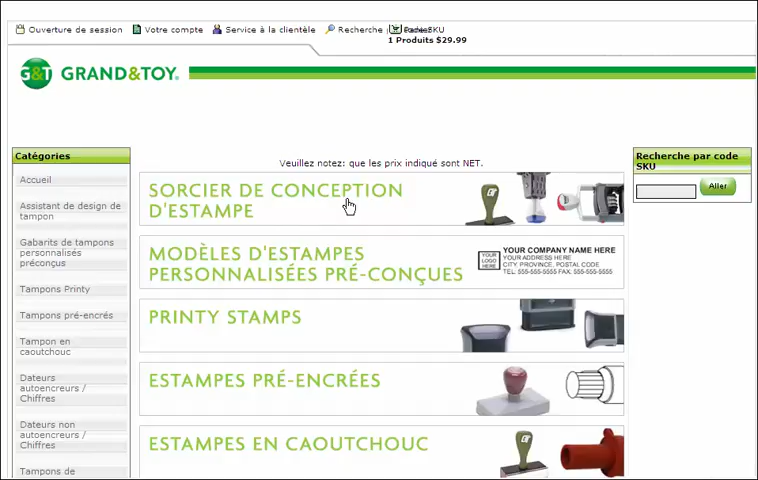 Ouverture de session
Votre compte
Service à la clientèle
Recherche
1 Produits $29.99
G&T GRAND&TOY®
Catégories
Accueil
Assistant de design de
tampon
Gabarits de tampons
personnalisés
préconçus
Tampons Printy
Tampons pré-encrés
Tampon en
caoutchouc
Dateurs
autoencreurs /
Chiffres
Dateurs non
autoencreurs /
Chiffres
Tampons de
Veuillez notez: que les prix indiqué sont NET.
SORCIER DE CONCEPTION
D'ESTAMPE
MODÈLES D'ESTAMPES
PERSONNALISÉES PRÉ-CONÇUES
YOUR
LOGO
HERE
YOUR COMPANY NAME HERE
YOUR ADDRESS HERE
CITY, PROVINCE, POSTAL CODE
TEL. 555-555-5555 FAX. 555-555-5555
PRINTY STAMPS
ESTAMPES PRÉ-ENCRÉES
ESTAMPES EN CAOUTCHOUC
Recherche par code
SKU
Aller